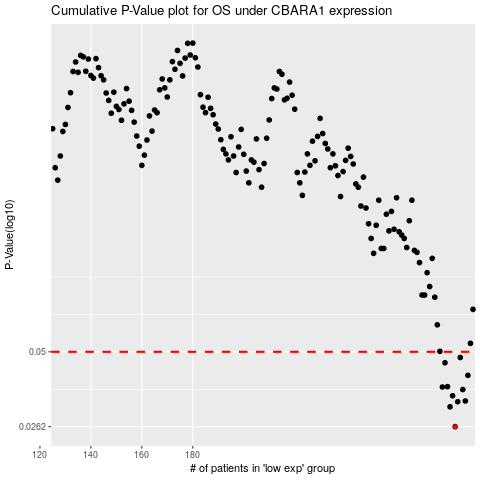 Cumulative P-Value plot for OS under CBARA1 expression
P-Value(log10)
0.05
0.0262
120 140 160 180
# of patients in 'low exp' group